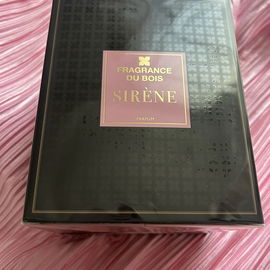 FRAGRANCE
DU BOIS
SIRÈNE
PARFUM